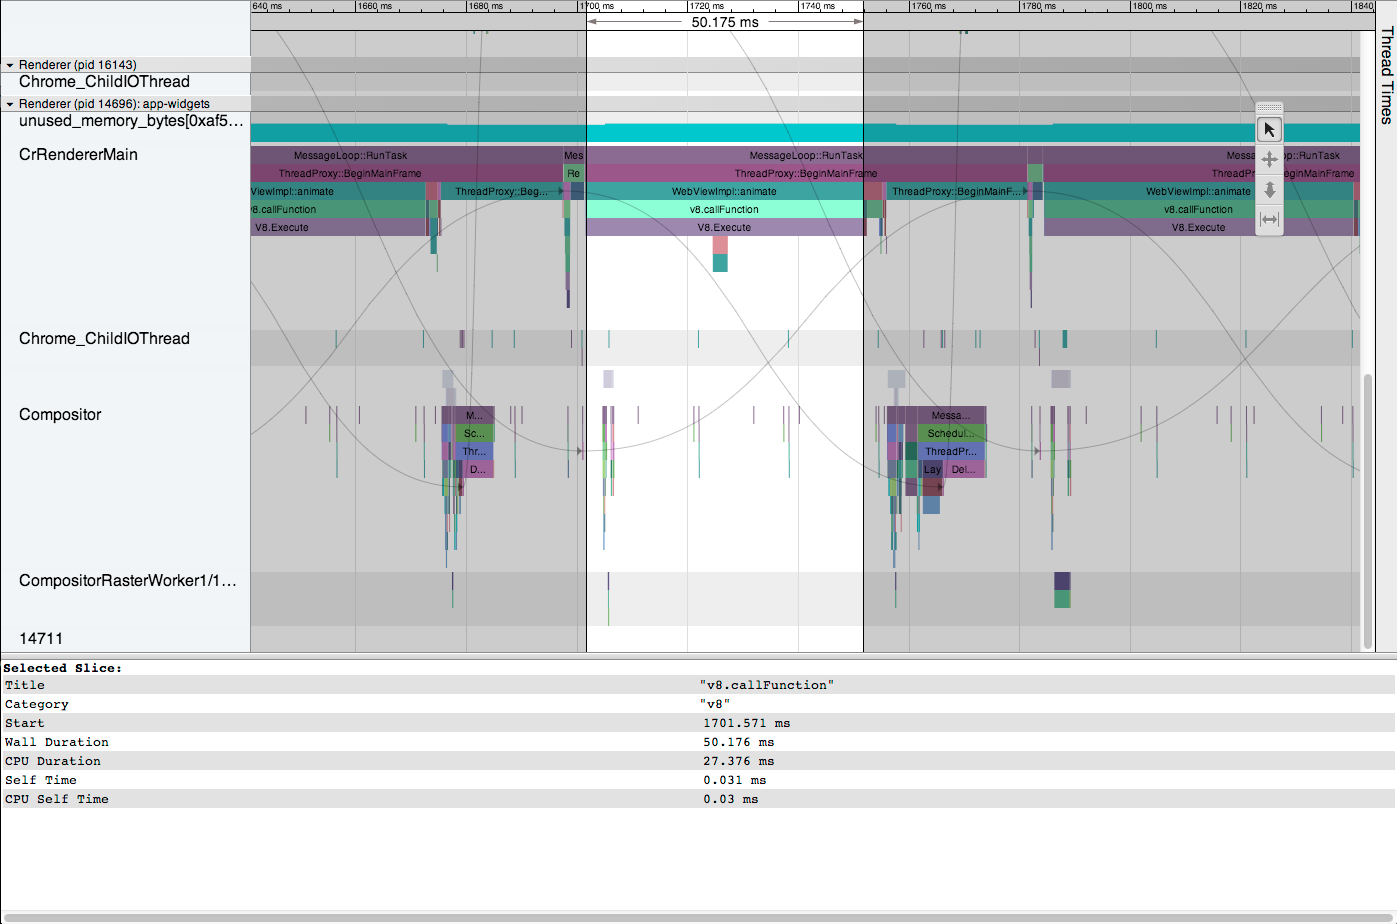 640 ms 1660 ms 1680 ms 1700 ms 1720 ms 1740 ms 1760 ms 1780 ms 1800 ms 1820 ms 1840
50.175 ms
Thread Times
Renderer (pid 16143)
Chrome_ChildIOThread
Renderer (pid 14696): app-widgets
unused_memory_bytes[0xaf5...
CrRendererMain
MessageLoop::RunTask Mes MessageLoop::RunTask Messa op::RunTask
ThreadProxy::BeginMainFrame Re ThreadProxy::BeginMainFrame ThreadPr ginMainFrame
ViewImpl::animate ThreadProxy::Beg... WebViewImpl::animate ThreadProxy::BeginMainF... WebViewImpl::animate
v8.callFunction v8.callFunction v8.callFunction
V8.Execute V8.Execute V8.Execute
Chrome_ChildIOThread
Compositor
M... Messa...
Sc... Schedul...
Thr... ThreadPr...
D... Lay Del...
CompositorRasterWorker1/1...
14711
Selected Slice:
Title "v8.callFunction"
Category "v8"
Start 1701.571 ms
Wall Duration 50.176 ms
CPU Duration 27.376 ms
Self Time 0.031 ms
CPU Self Time 0.03 ms